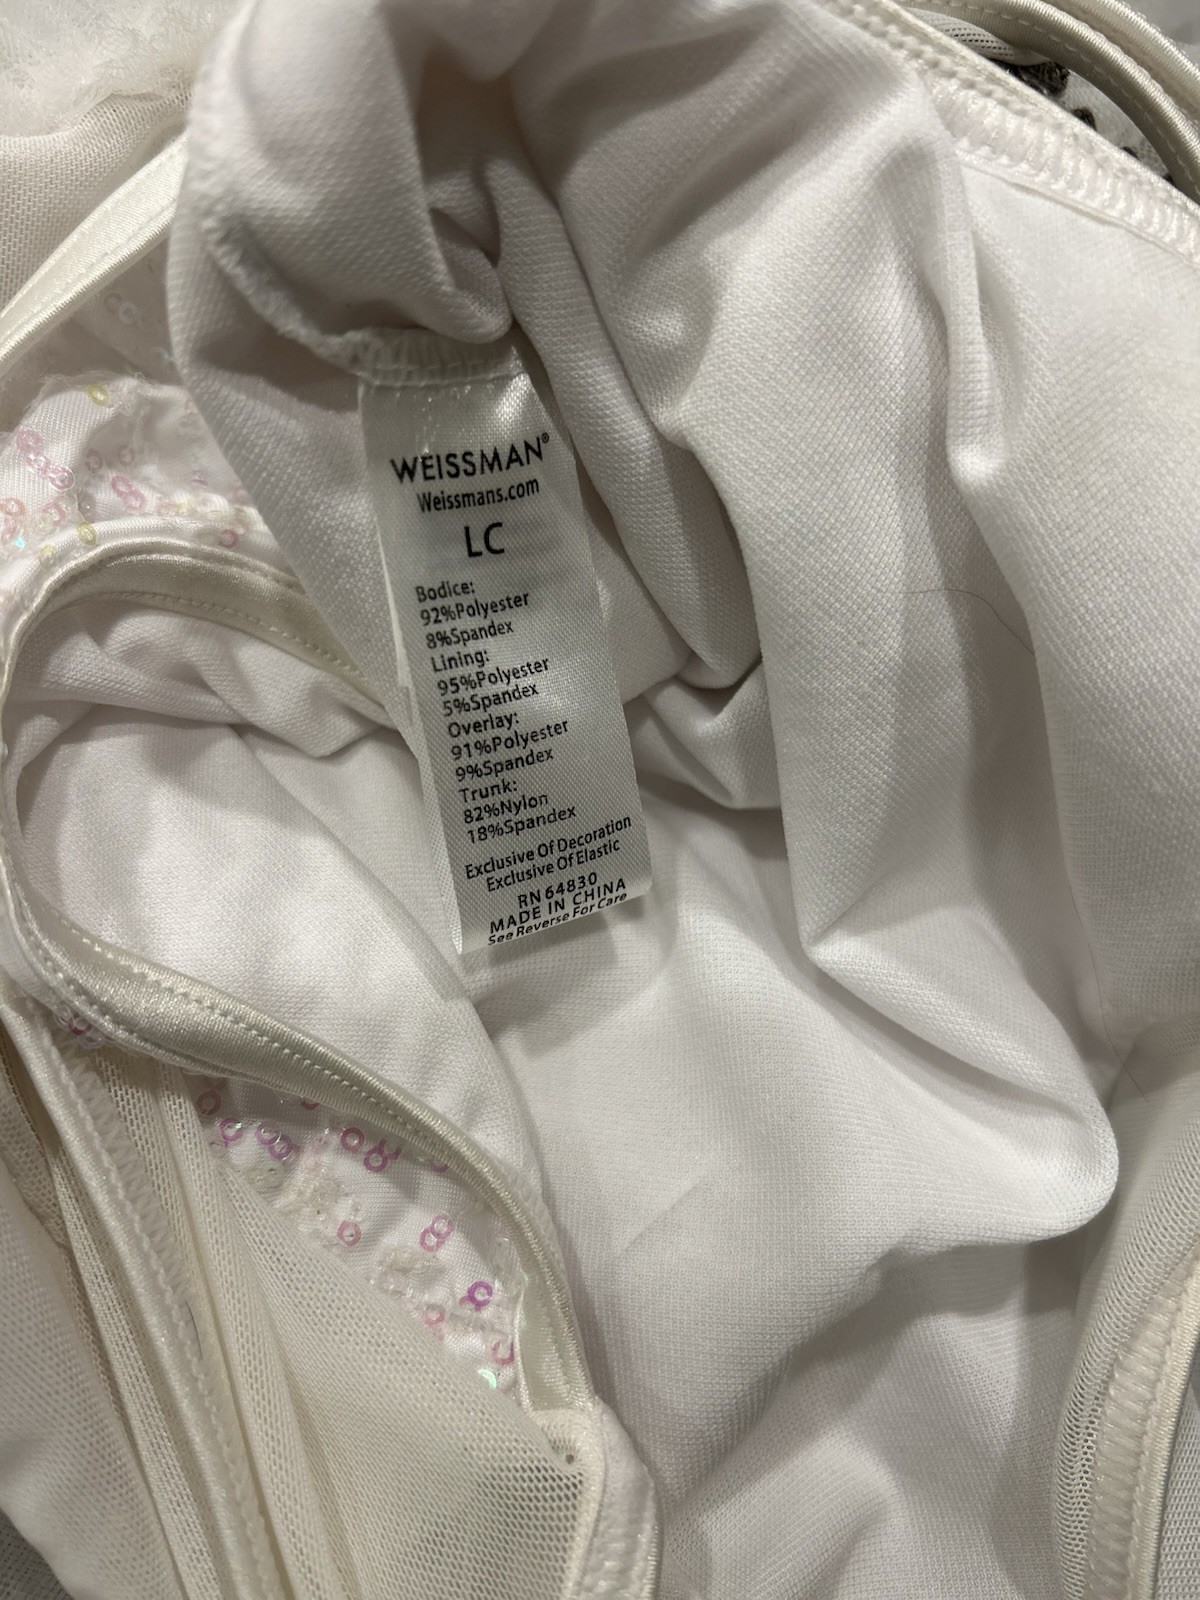 WEISSMAN®
Weissmans.com
LC
Bodice:
92%Polyester
8%Spandex
Lining:
95%Polyester
5%Spandex
Overlay:
91%Polyester
9%Spandex
Trunk:
82%Nylon
18%Spandex
Exclusive Of Decoration
Exclusive Of Elastic
RN 64830
MADE IN CHINA
See Reverse For Care